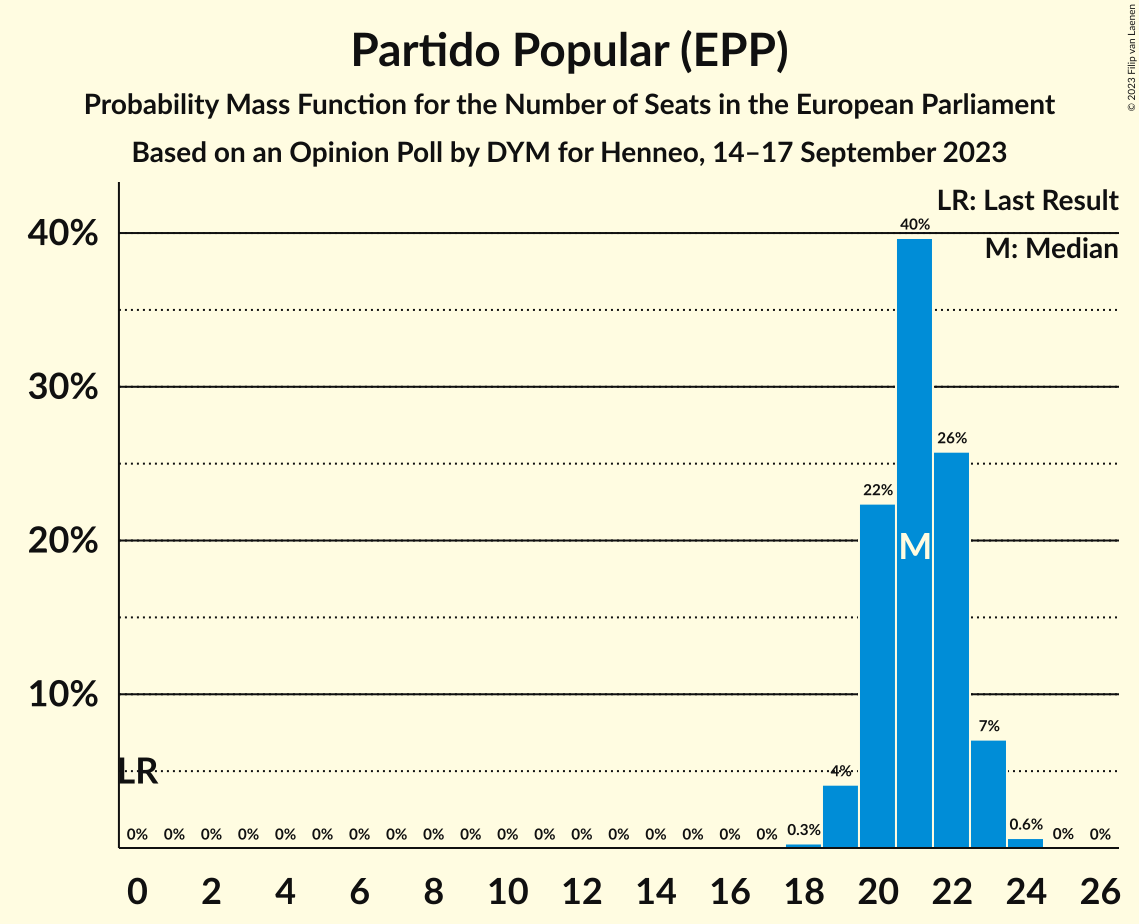 Partido Popular (EPP)
Probability Mass Function for the Number of Seats in the European Parliament
Based on an Opinion Poll by DYM for Henneo, 14–17 September 2023
© 2023 Filip van Laenen
LR: Last Result
M: Median
40%
30%
20%
10%
LR
M
0% 0% 0% 0% 0% 0% 0% 0% 0% 0% 0% 0% 0% 0% 0% 0% 0% 0% 0.3% 4% 22% 40% 26% 7% 0.6% 0% 0%
0 2 4 6 8 10 12 14 16 18 20 22 24 26